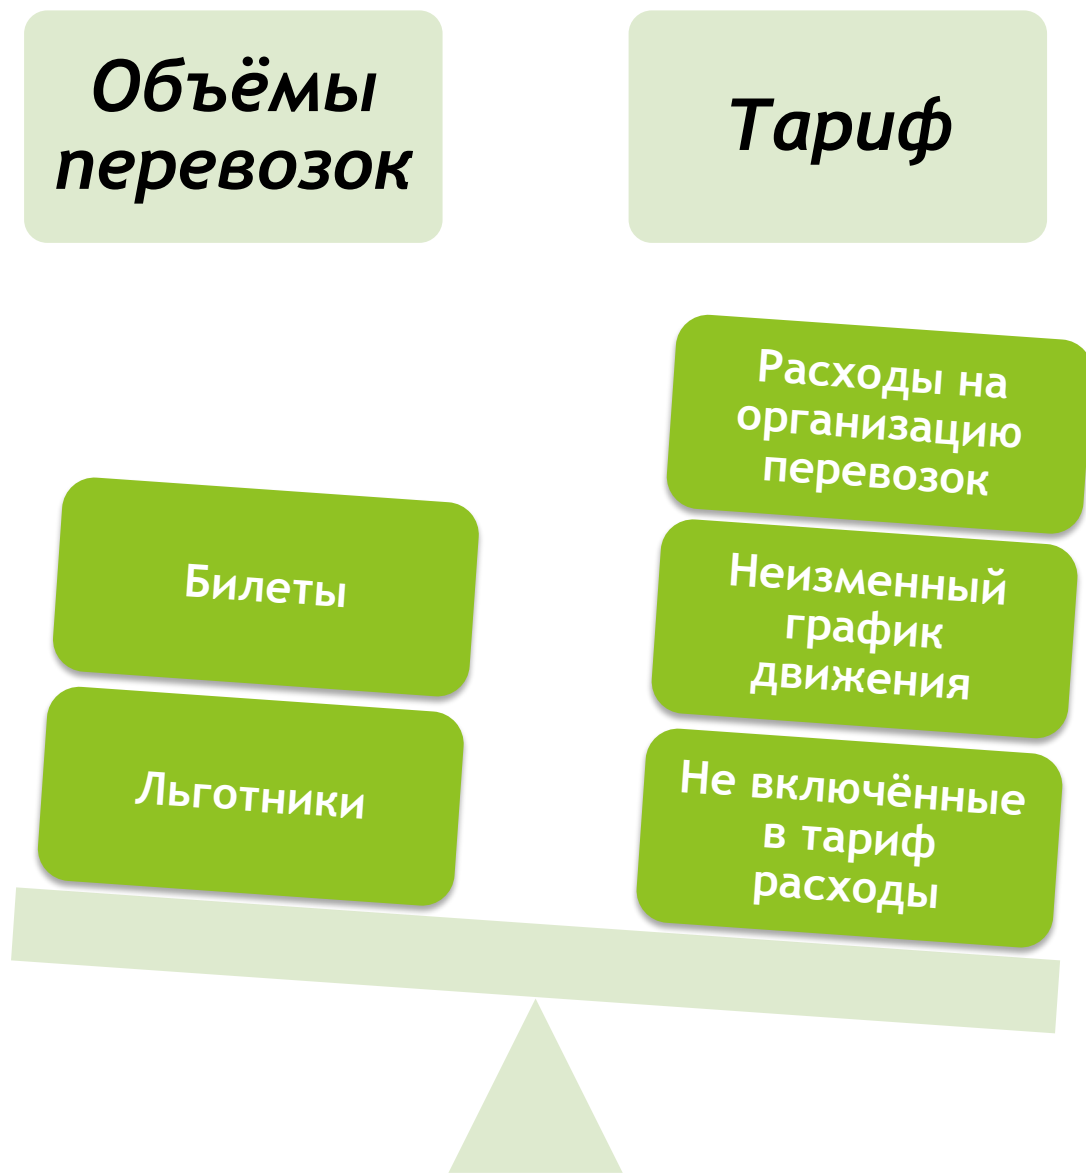 Объёмы
перевозок
Тариф
Билеты
Льготники
Расходы на
организацию
перевозок
Неизменный
график
движения
Не включённые
в тариф
расходы